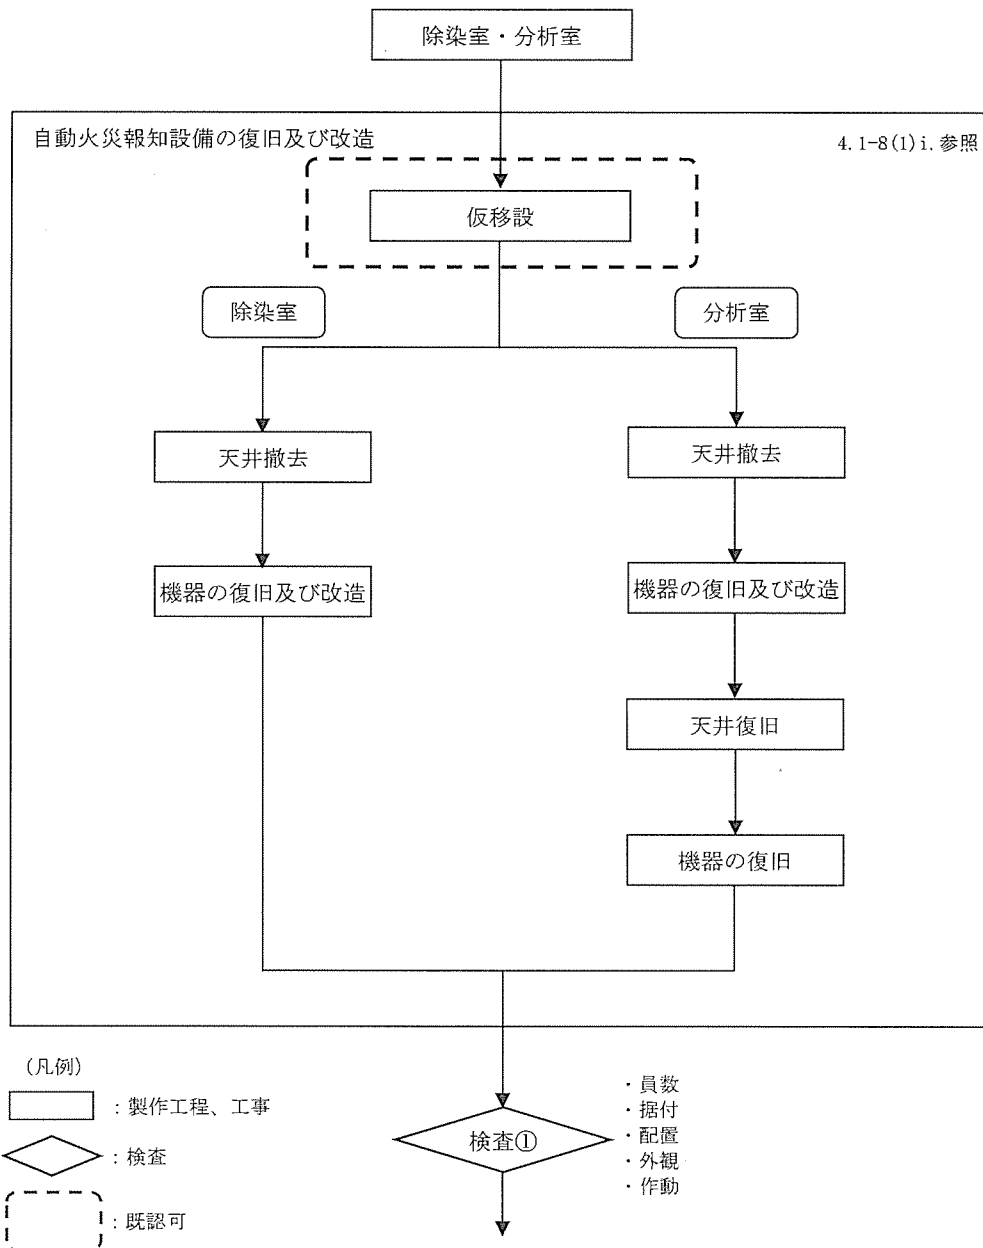 除染室・分析室
自動火災報知設備の復旧及び改造
4.1-8(1)i.参照
仮移設
除染室
分析室
天井撤去
天井撤去
機器の復旧及び改造
機器の復旧及び改造
天井復旧
機器の復旧
(凡例)
：製作工程、工事
：検査
：既認可
検査①
・員数
・据付
・配置
・外観
・作動